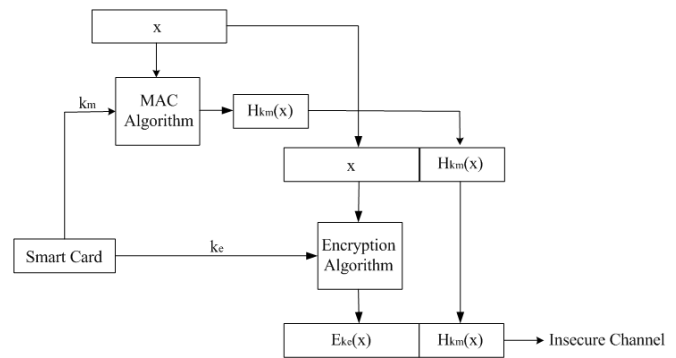 x
km
MAC
Algorithm
Hkm(x)
x
Hkm(x)
Smart Card
ke
Encryption
Algorithm
Eke(x)
Hkm(x)
Insecure Channel